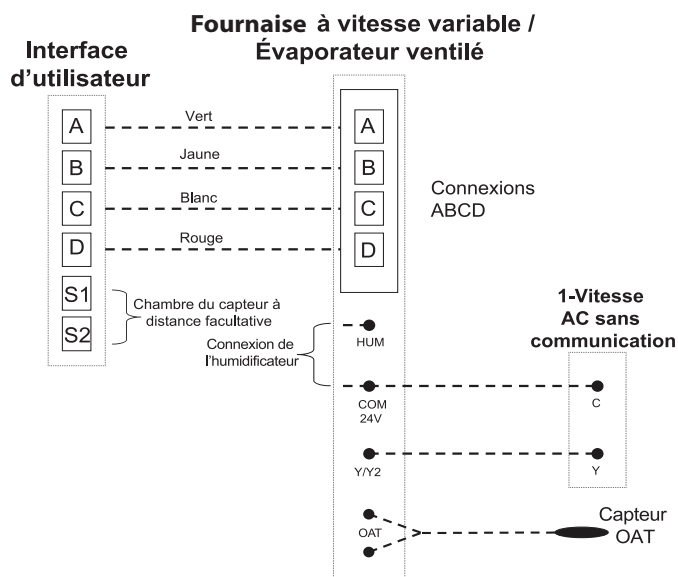 Fournaise à vitesse variable /
Évaporateur ventilé
Interface
d'utilisateur
A
Vert
A
B
Jaune
B
C
Blanc
C
D
Rouge
D
Connexions
ABCD
S1
S2
Chambre du capteur à
distance facultative
Connexion de
l'humidificateur
HUM
1-Vitesse
AC sans
communication
COM
24V
C
Y/Y2
Y
OAT
Capteur
OAT